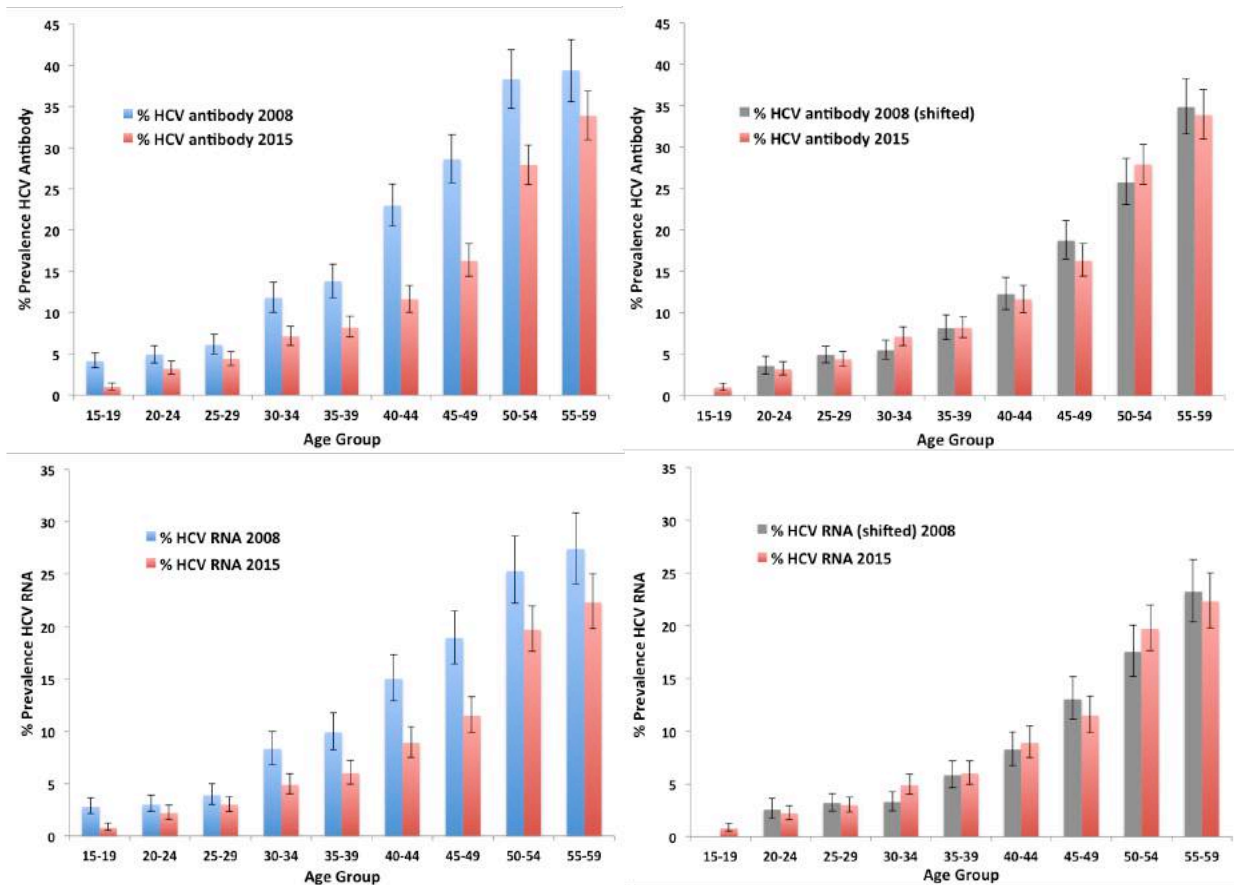 % Prevalence HCV Antibody
45
40
35
30
25
20
15
10
5
0
% HCV antibody 2008
% HCV antibody 2015
15-19 20-24 25-29 30-34 35-39 40-44 45-49 50-54 55-59
Age Group
% Prevalence HCV Antibody
45
40
35
30
25
20
15
10
5
0
% HCV antibody 2008 (shifted)
% HCV antibody 2015
15-19 20-24 25-29 30-34 35-39 40-44 45-49 50-54 55-59
Age Group
% Prevalence HCV RNA
35
30
25
20
15
10
5
0
% HCV RNA 2008
% HCV RNA 2015
15-19 20-24 25-29 30-34 35-39 40-44 45-49 50-54 55-59
Age Group
% Prevalence HCV RNA
35
30
25
20
15
10
5
0
% HCV RNA (shifted) 2008
% HCV RNA 2015
15-19 20-24 25-29 30-34 35-39 40-44 45-49 50-54 55-59
Age Group